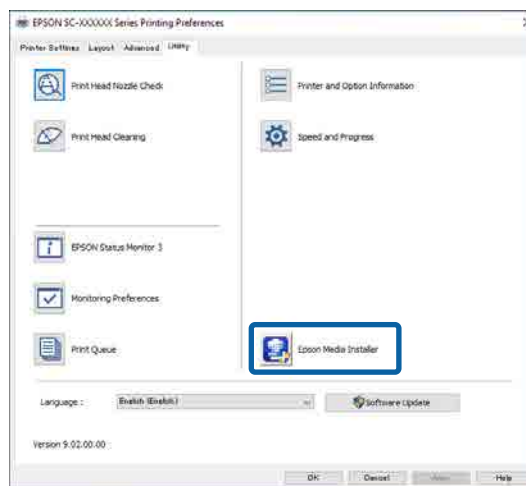 EPSON SC-XXXXXX Series Printing Preferences
Printer Settings Layout Advanced Utility
Print Head Nozzle Check
Printer and Option Information
Print Head Cleaning
Speed and Progress
EPSON Status Monitor 3
Monitoring Preferences
Print Queue
Epson Media Installer
Language :
English (English)
Software Update
Version 9.02.00.00
OK Cancel Help